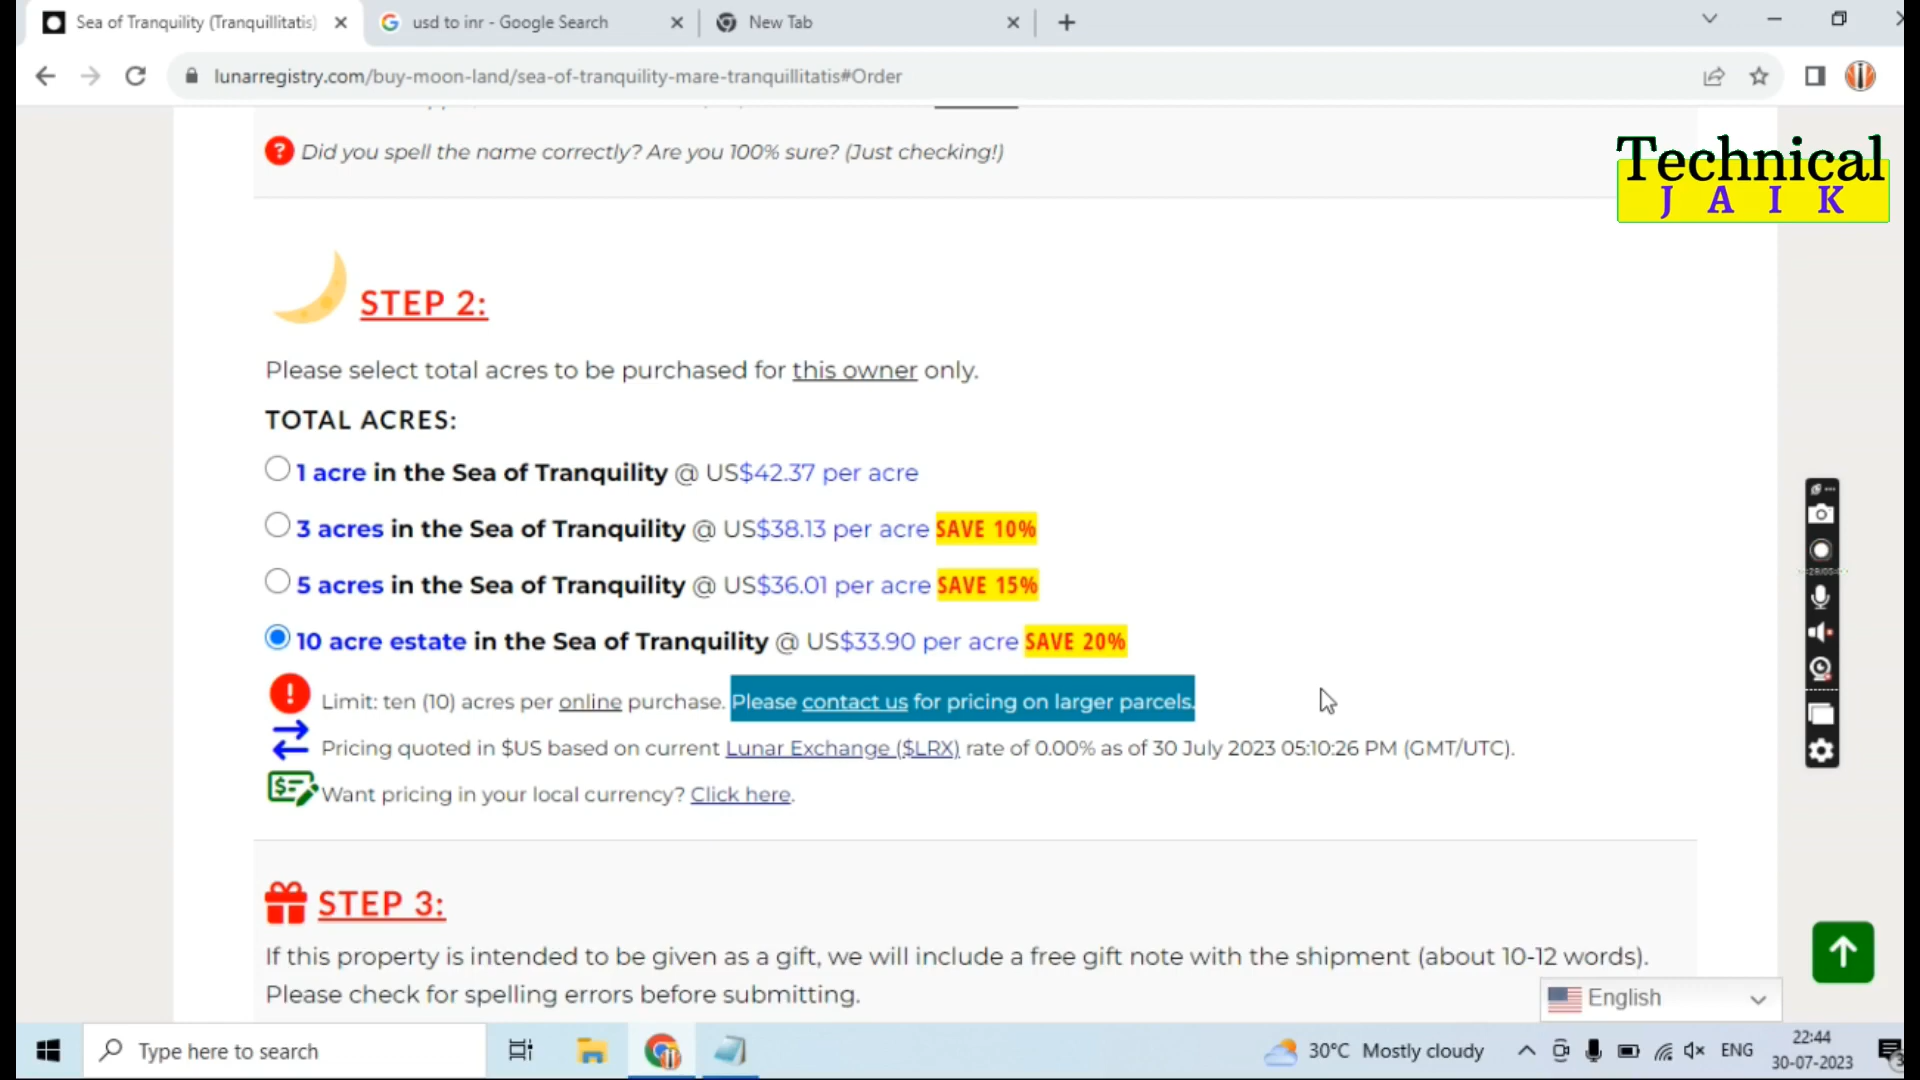 Sea of Tranquility (Tranquillitatis)
usd to inr - Google Search
New Tab
lunarregistry.com/buy-moon-land/sea-of-tranquility-mare-tranquillitatis#Order
Did you spell the name correctly? Are you 100% sure? (Just checking!)
Technical
JAIK
STEP 2:
Please select total acres to be purchased for this owner only.
TOTAL ACRES:
1 acre in the Sea of Tranquility @ US$42.37 per acre
3 acres in the Sea of Tranquility @ US$38.13 per acre SAVE 10%
5 acres in the Sea of Tranquility @ US$36.01 per acre SAVE 15%
10 acre estate in the Sea of Tranquility @ US$33.90 per acre SAVE 20%
Limit: ten (10) acres per online purchase. Please contact us for pricing on larger parcels.
Pricing quoted in $US based on current Lunar Exchange ($LRX) rate of 0.00% as of 30 July 2023 05:10:26 PM (GMT/UTC).
Want pricing in your local currency? Click here.
STEP 3:
If this property is intended to be given as a gift, we will include a free gift note with the shipment (about 10-12 words).
Please check for spelling errors before submitting.
English
Type here to search
30°C Mostly cloudy
ENG
22:44
30-07-2023